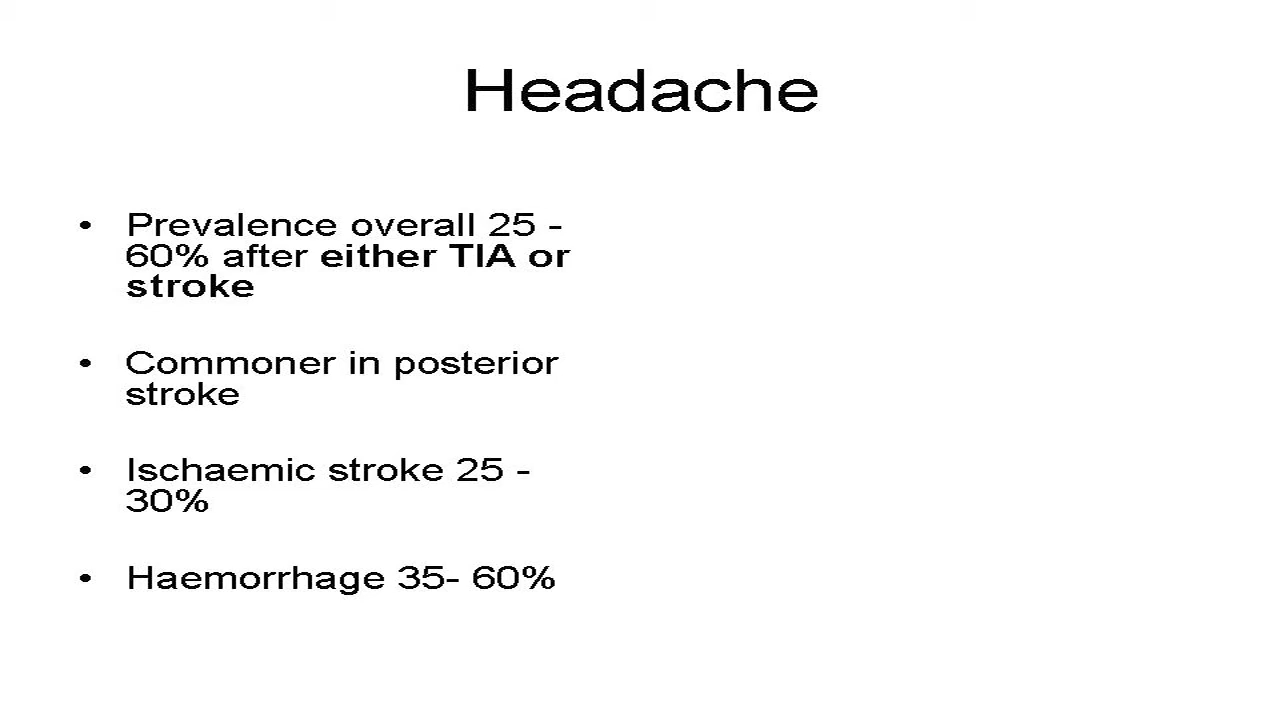 Headache
• Prevalence overall 25 -
60% after either TIA or
stroke
• Commoner in posterior
stroke
• Ischaemic stroke 25 -
30%
• Haemorrhage 35- 60%